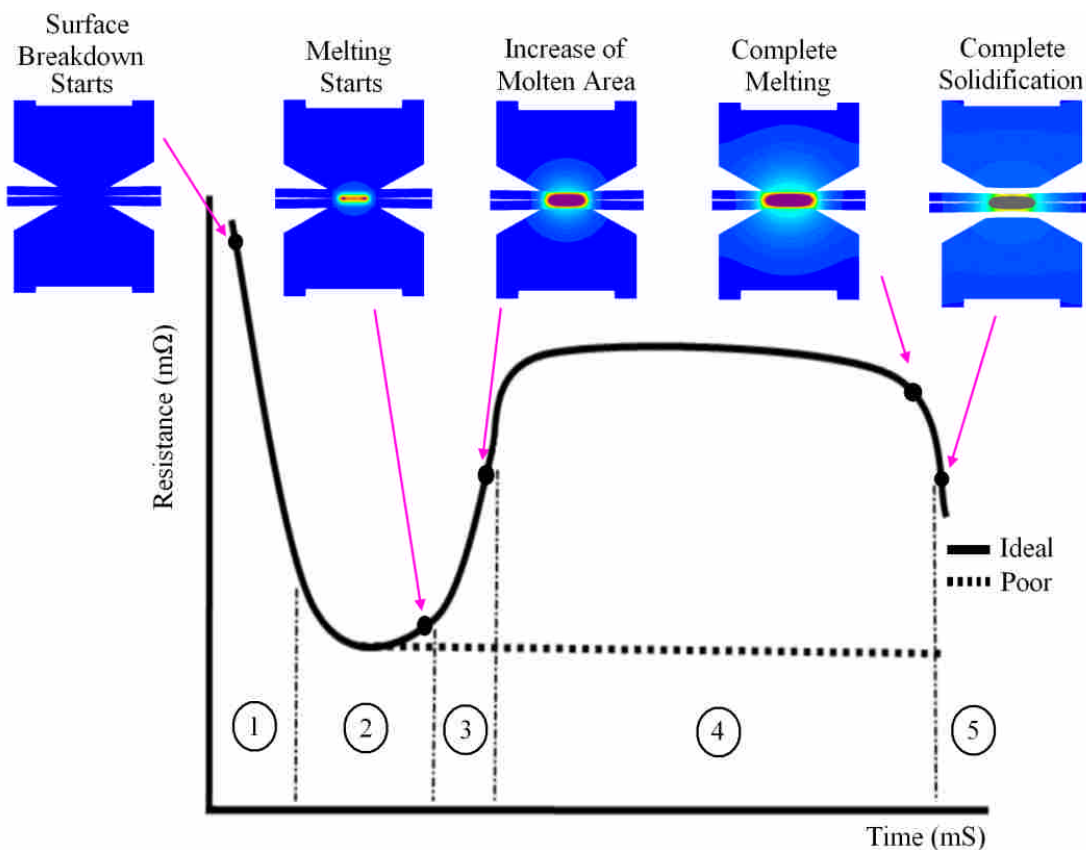 Surface
Breakdown
Starts
Melting
Starts
Increase of
Molten Area
Complete
Melting
Complete
Solidification
Resistance (mΩ)
Ideal
Poor
1
2
3
4
5
Time (mS)